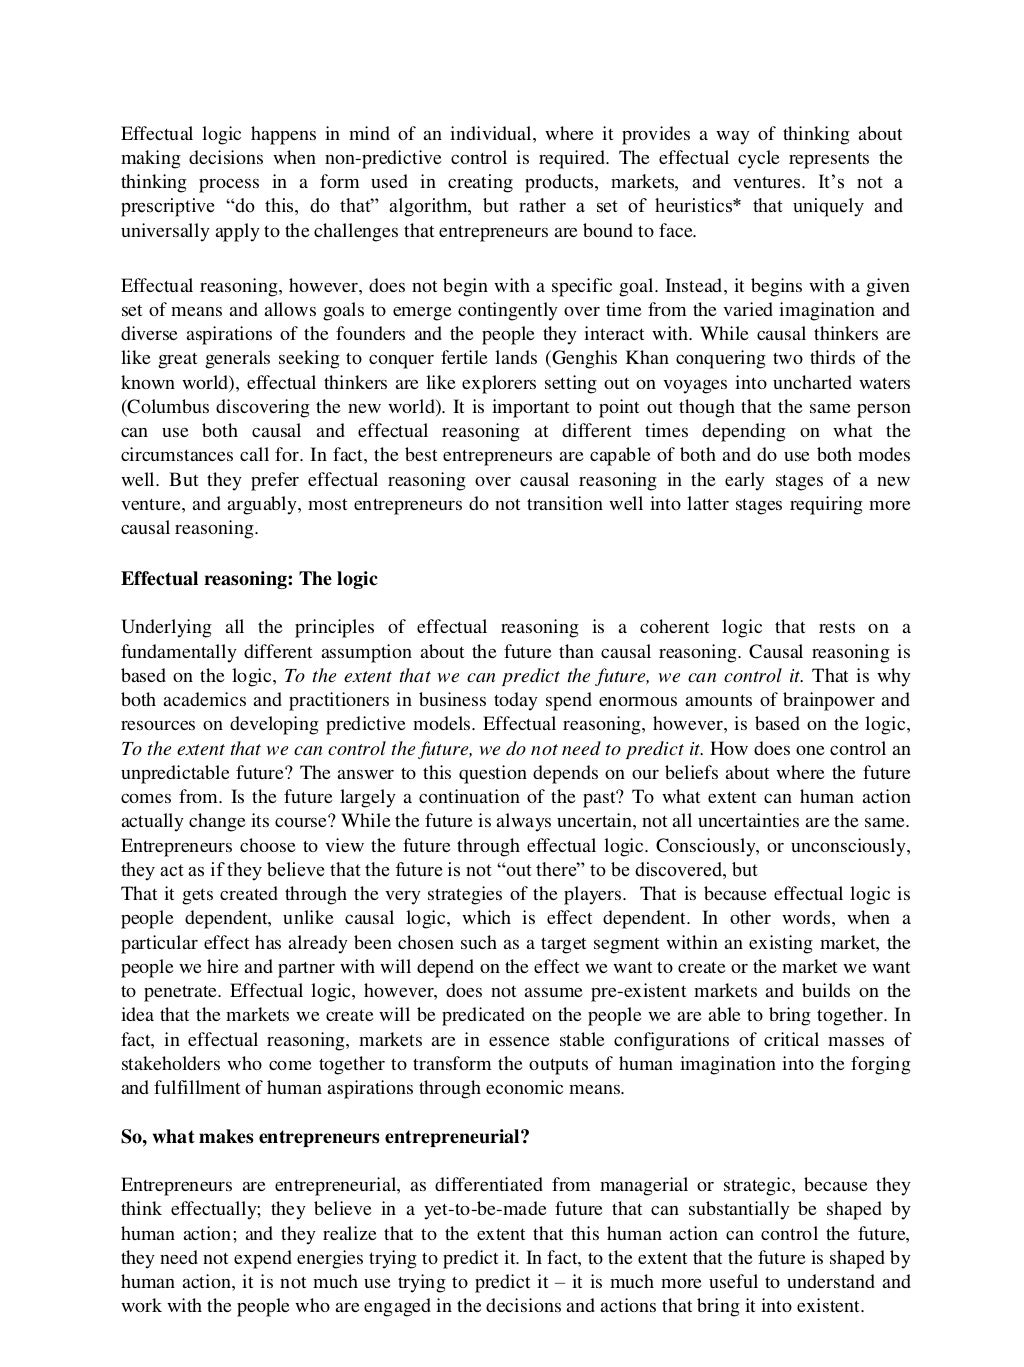 Effectual logic happens in mind of an individual, where it provides a way of thinking about
making decisions when non-predictive control is required. The effectual cycle represents the
thinking process in a form used in creating products, markets, and ventures. It’s not a
prescriptive “do this, do that” algorithm, but rather a set of heuristics* that uniquely and
universally apply to the challenges that entrepreneurs are bound to face.
Effectual reasoning, however, does not begin with a specific goal. Instead, it begins with a given
set of means and allows goals to emerge contingently over time from the varied imagination and
diverse aspirations of the founders and the people they interact with. While causal thinkers are
like great generals seeking to conquer fertile lands (Genghis Khan conquering two thirds of the
known world), effectual thinkers are like explorers setting out on voyages into uncharted waters
(Columbus discovering the new world). It is important to point out though that the same person
can use both causal and effectual reasoning at different times depending on what the
circumstances call for. In fact, the best entrepreneurs are capable of both and do use both modes
well. But they prefer effectual reasoning over causal reasoning in the early stages of a new
venture, and arguably, most entrepreneurs do not transition well into latter stages requiring more
causal reasoning.
Effectual reasoning: The logic
Underlying all the principles of effectual reasoning is a coherent logic that rests on a
fundamentally different assumption about the future than causal reasoning. Causal reasoning is
based on the logic, To the extent that we can predict the future, we can control it. That is why
both academics and practitioners in business today spend enormous amounts of brainpower and
resources on developing predictive models. Effectual reasoning, however, is based on the logic,
To the extent that we can control the future, we do not need to predict it. How does one control an
unpredictable future? The answer to this question depends on our beliefs about where the future
comes from. Is the future largely a continuation of the past? To what extent can human action
actually change its course? While the future is always uncertain, not all uncertainties are the same.
Entrepreneurs choose to view the future through effectual logic. Consciously, or unconsciously,
they act as if they believe that the future is not “out there” to be discovered, but
That it gets created through the very strategies of the players. That is because effectual logic is
people dependent, unlike causal logic, which is effect dependent. In other words, when a
particular effect has already been chosen such as a target segment within an existing market, the
people we hire and partner with will depend on the effect we want to create or the market we want
to penetrate. Effectual logic, however, does not assume pre-existent markets and builds on the
idea that the markets we create will be predicated on the people we are able to bring together. In
fact, in effectual reasoning, markets are in essence stable configurations of critical masses of
stakeholders who come together to transform the outputs of human imagination into the forging
and fulfillment of human aspirations through economic means.
So, what makes entrepreneurs entrepreneurial?
Entrepreneurs are entrepreneurial, as differentiated from managerial or strategic, because they
think effectually; they believe in a yet-to-be-made future that can substantially be shaped by
human action; and they realize that to the extent that this human action can control the future,
they need not expend energies trying to predict it. In fact, to the extent that the future is shaped by
human action, it is not much use trying to predict it – it is much more useful to understand and
work with the people who are engaged in the decisions and actions that bring it into existent.